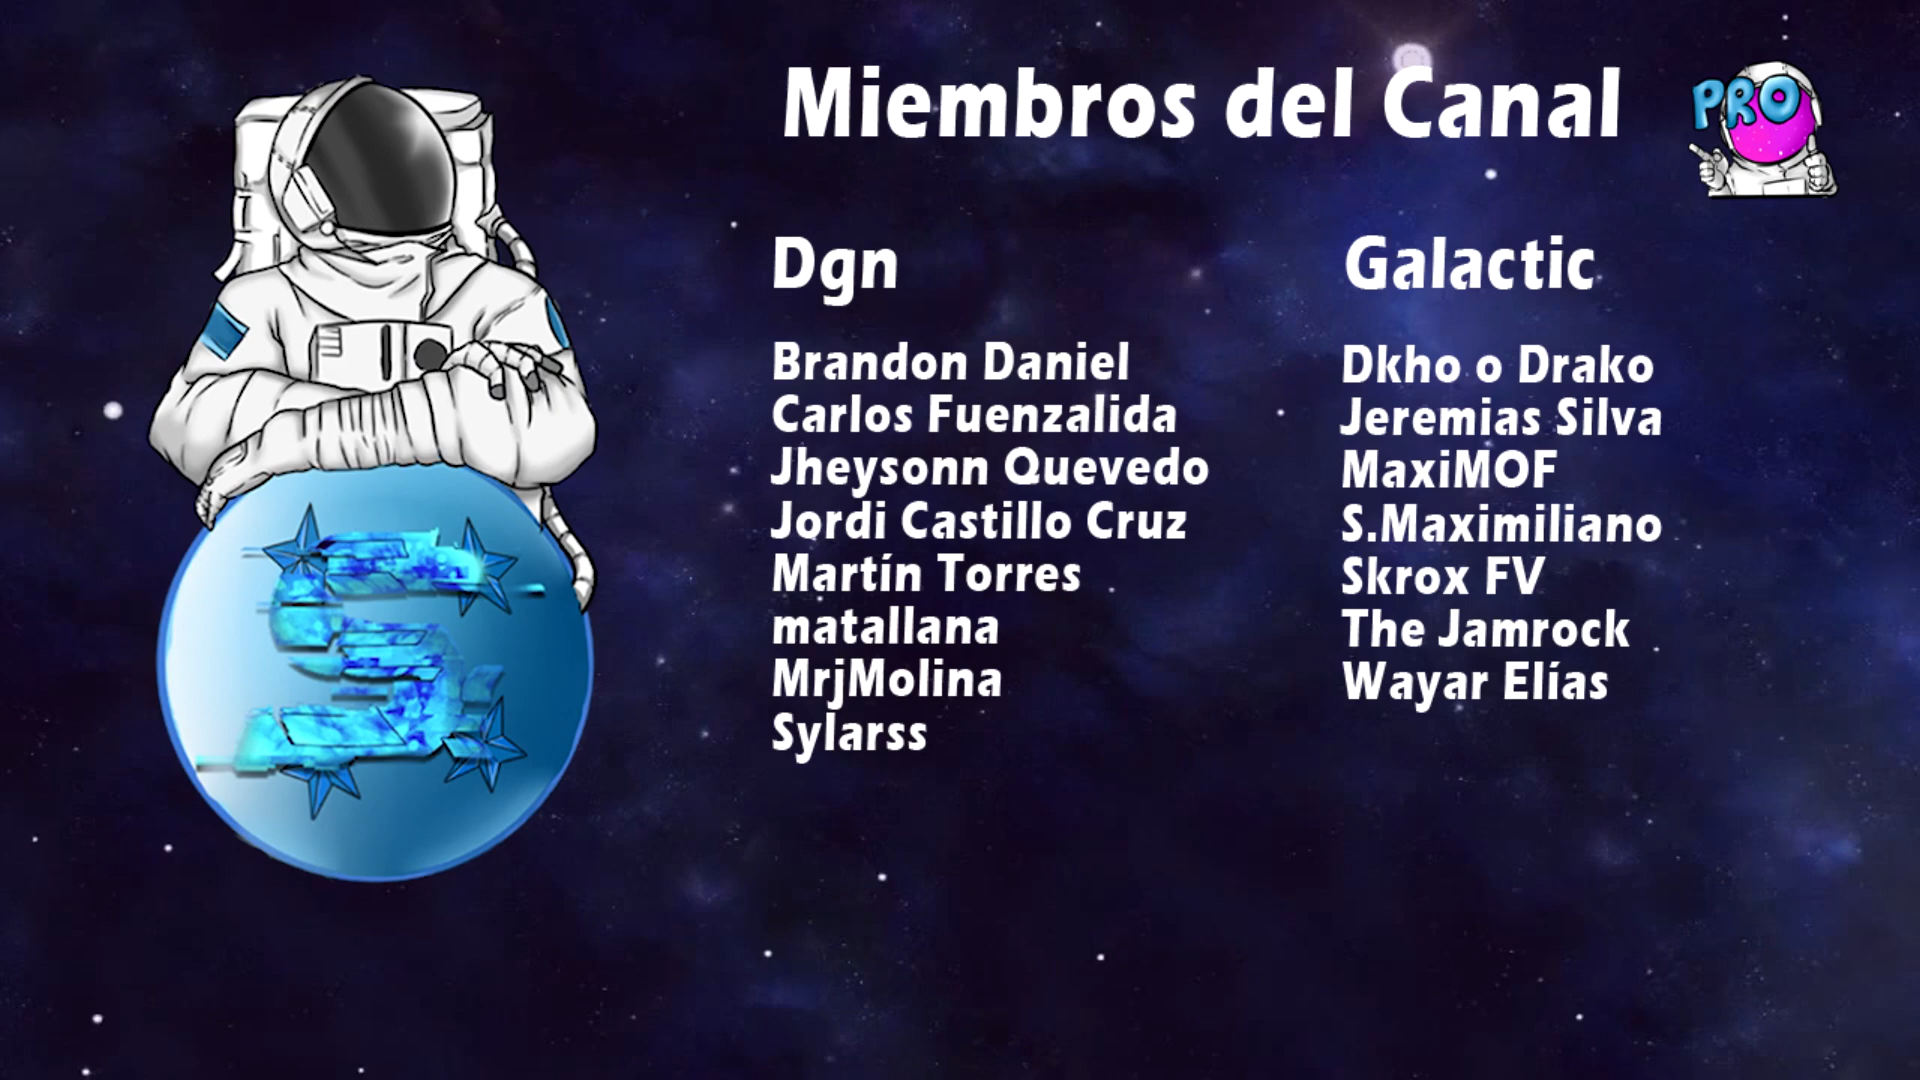 Miembros del Canal
PRO
Dgn
Brandon Daniel
Carlos Fuenzalida
Jheysonn Quevedo
Jordi Castillo Cruz
Martín Torres
matallana
MrjMolina
Sylarss
Galactic
Dkho o Drako
Jeremias Silva
MaxiMOF
S.Maximiliano
Skrox FV
The Jamrock
Wayar Elías
S